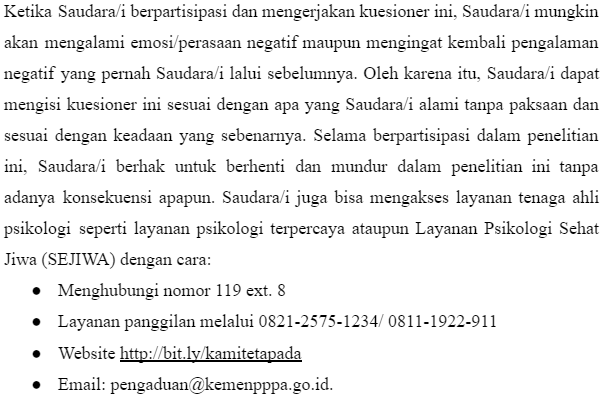 Ketika Saudara/i berpartisipasi dan mengerjakan kuesioner ini, Saudara/i mungkin
akan mengalami emosi/perasaan negatif maupun mengingat kembali pengalaman
negatif yang pernah Saudara/i lalui sebelumnya. Oleh karena itu, Saudara/i dapat
mengisi kuesioner ini sesuai dengan apa yang Saudara/i alami tanpa paksaan dan
sesuai dengan keadaan yang sebenarnya. Selama berpartisipasi dalam penelitian
ini, Saudara/i berhak untuk berhenti dan mundur dalam penelitian ini tanpa
adanya konsekuensi apapun. Saudara/i juga bisa mengakses layanan tenaga ahli
psikologi seperti layanan psikologi terpercaya ataupun Layanan Psikologi Sehat
Jiwa (SEJIWA) dengan cara:
● Menghubungi nomor 119 ext. 8
● Layanan panggilan melalui 0821-2575-1234/ 0811-1922-911
● Website http://bit.ly/kamitetapada
● Email: pengaduan@kemenpppa.go.id.